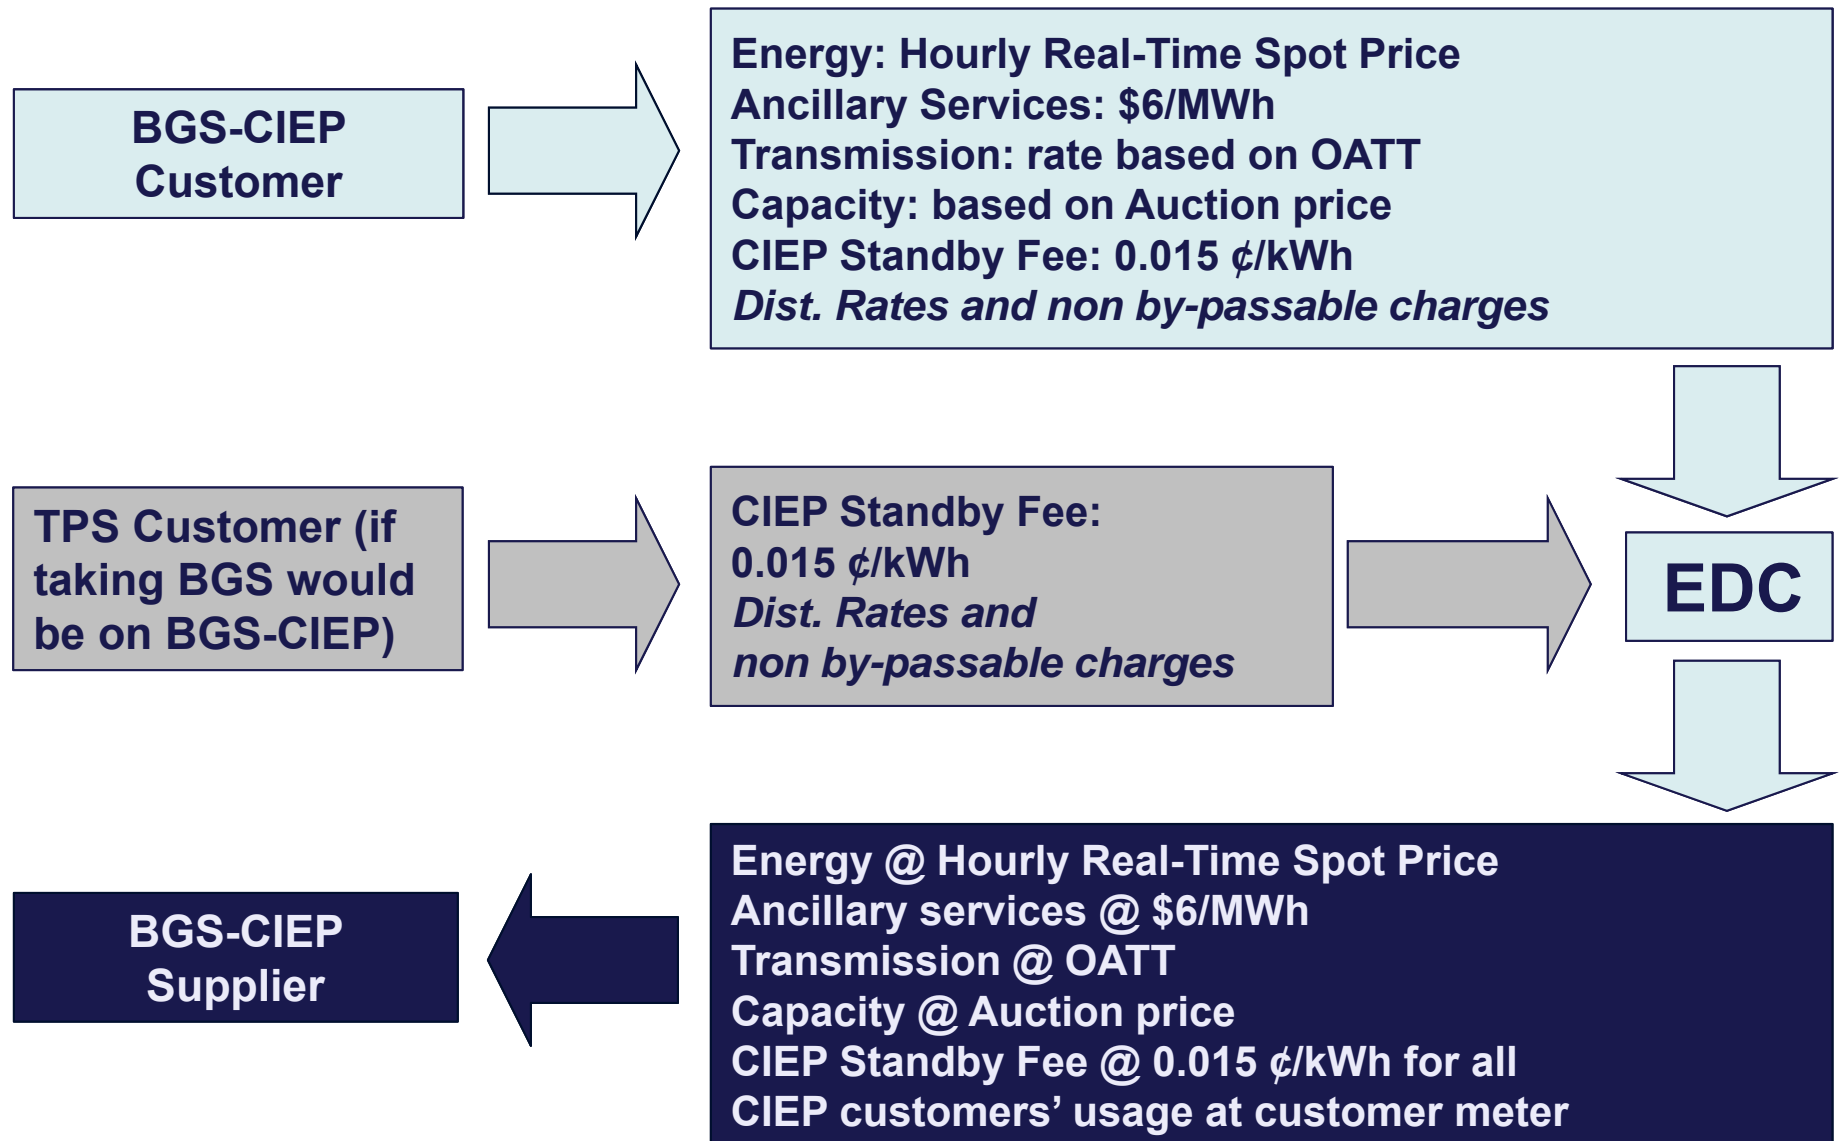 BGS-CIEP
Customer
Energy: Hourly Real-Time Spot Price
Ancillary Services: $6/MWh
Transmission: rate based on OATT
Capacity: based on Auction price
CIEP Standby Fee: 0.015 ¢/kWh
Dist. Rates and non by-passable charges
TPS Customer (if
taking BGS would
be on BGS-CIEP)
CIEP Standby Fee:
0.015 ¢/kWh
Dist. Rates and
non by-passable charges
EDC
BGS-CIEP
Supplier
Energy @ Hourly Real-Time Spot Price
Ancillary services @ $6/MWh
Transmission @ OATT
Capacity @ Auction price
CIEP Standby Fee @ 0.015 ¢/kWh for all
CIEP customers’ usage at customer meter